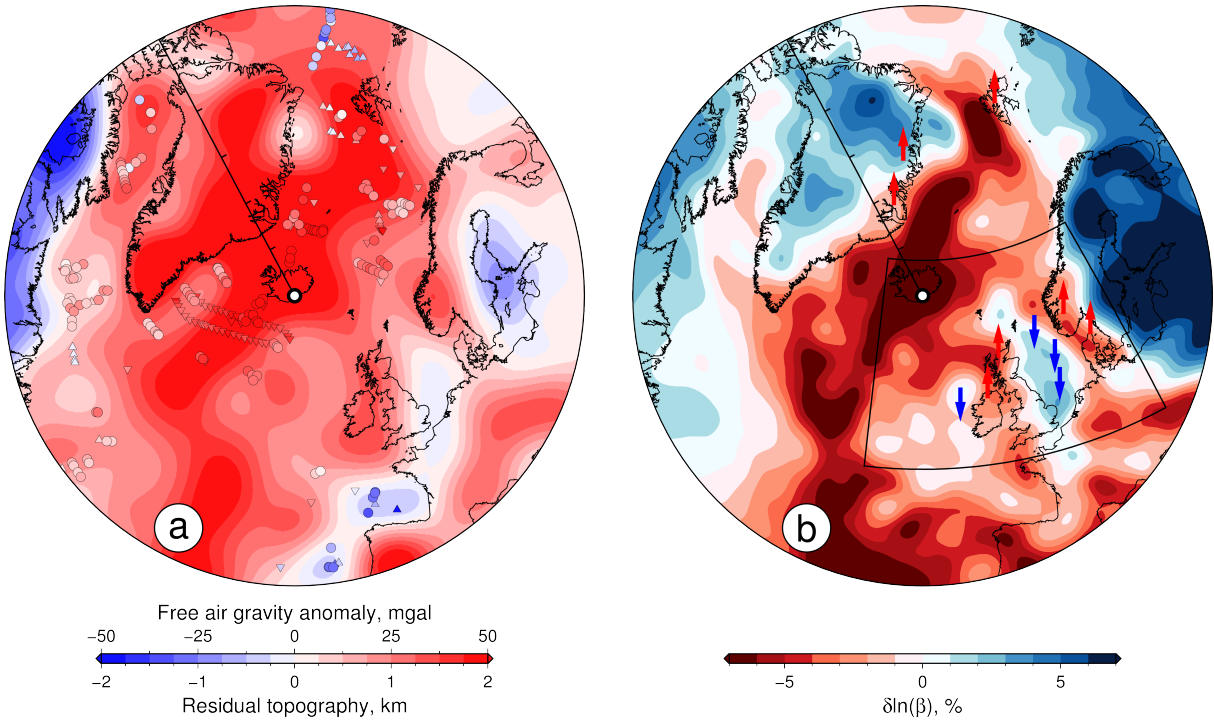 a
b
Free air gravity anomaly, mgal
−50 −25 0 25 50
−2 −1 0 1 2
Residual topography, km
−5 0 5
δln(β), %